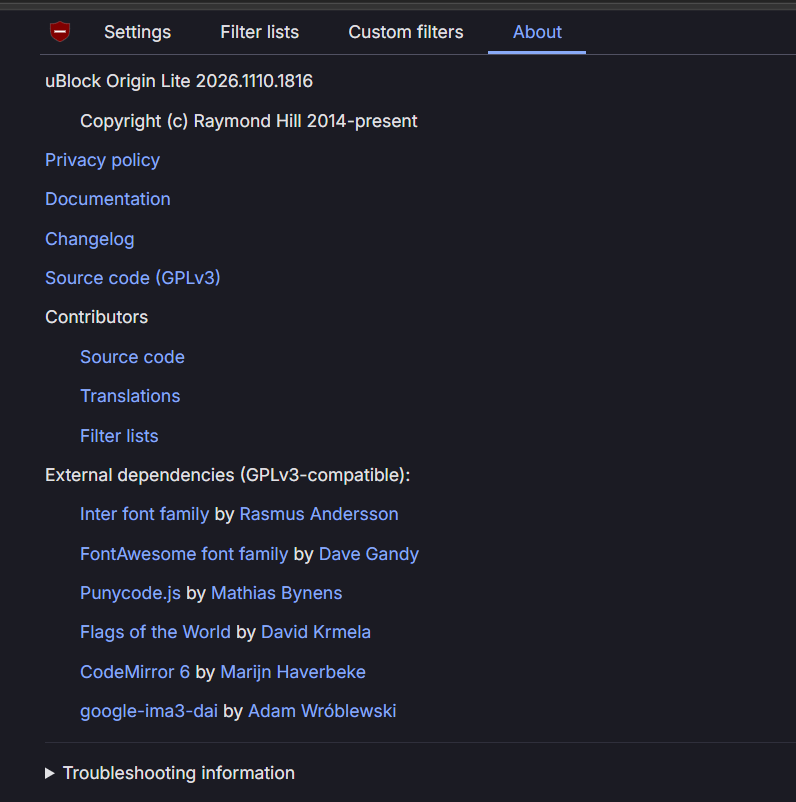 Settings Filter lists Custom filters About
uBlock Origin Lite 2026.1110.1816
Copyright (c) Raymond Hill 2014-present
Privacy policy
Documentation
Changelog
Source code (GPLv3)
Contributors
Source code
Translations
Filter lists
External dependencies (GPLv3-compatible):
Inter font family by Rasmus Andersson
FontAwesome font family by Dave Gandy
Punycode.js by Mathias Bynens
Flags of the World by David Krmela
CodeMirror 6 by Marijn Haverbeke
google-ima3-dai by Adam Wróblewski
Troubleshooting information